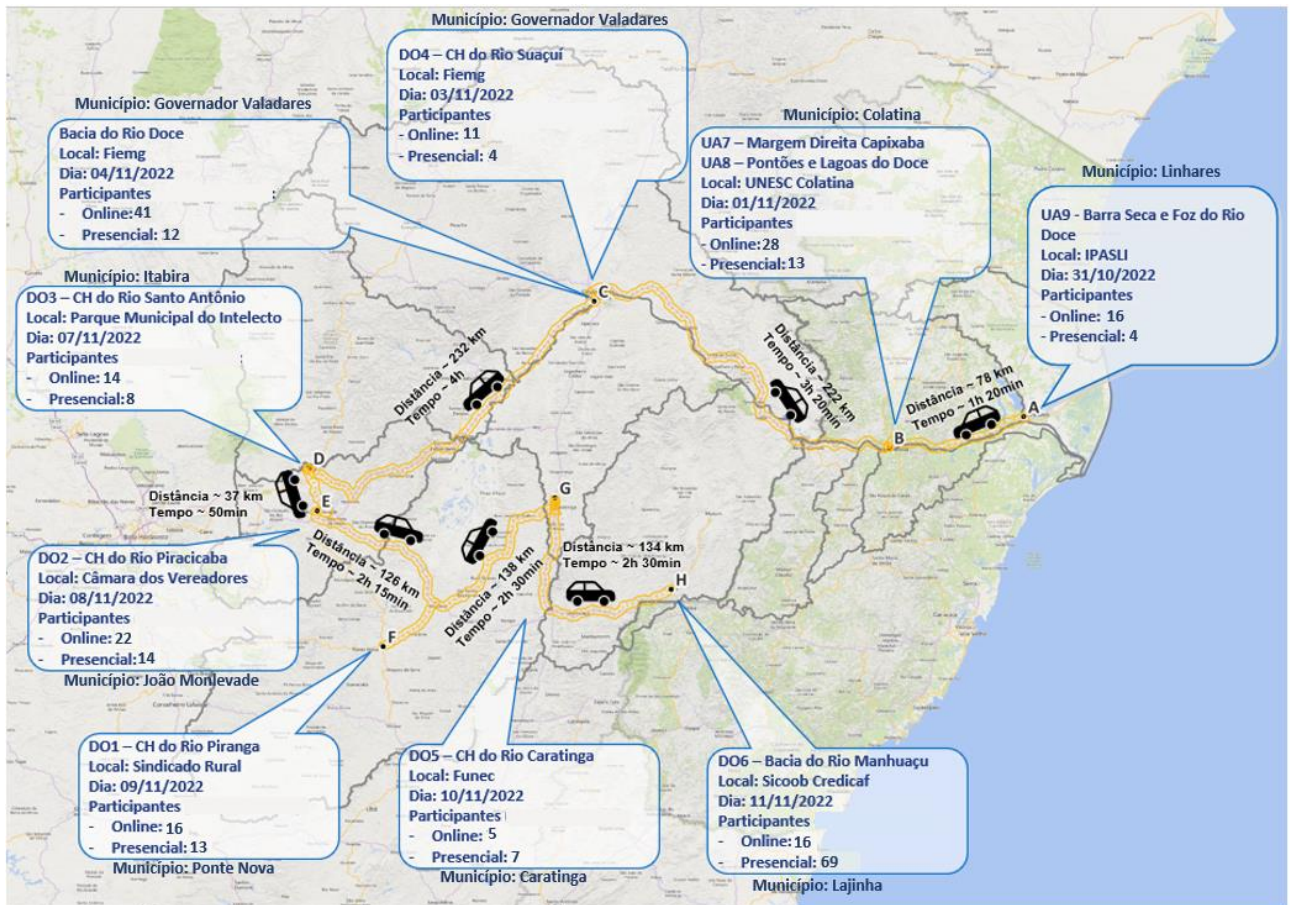 Município: Governador Valadares
DO4 – CH do Rio Suaçuí
Local: Fiemg
Dia: 03/11/2022
Participantes
- Online: 11
- Presencial: 4
Município: Governador Valadares
Bacia do Rio Doce
Local: Fiemg
Dia: 04/11/2022
Participantes :
- Online: 41
- Presencial: 12
Município: Colatina
UA7 – Margem Direita Capixaba
UA8 – Pontões e Lagoas do Doce
Local: UNESC Colatina
Dia: 01/11/2022
Participantes
- Online: 28
- Presencial: 13
Município: Linhares
UA9 - Barra Seca e Foz do Rio
Doce
Local: IPASLI
Dia: 31/10/2022
Participantes
- Online: 16
- Presencial: 4
Município: Itabira
DO3 – CH do Rio Santo Antônio
Local: Parque Municipal do Intelecto
Dia: 07/11/2022
Participantes
- Online: 14
- Presencial: 8
C
Distância ~ 232 km
Tempo ~ 4h
Distância ~ 222 km
Tempo ~ 3h 20min
Distância ~ 78 km
Tempo ~ 1h 20min
A
B
D
E
Distância ~ 37 km
Tempo ~ 50min
G
Distância ~ 126 km
Tempo ~ 2h 15min
Distância ~ 138 km
Tempo ~ 2h 30min
Distância ~ 134 km
Tempo ~ 2h 30min
H
F
DO2 – CH do Rio Piracicaba
Local: Câmara dos Vereadores
Dia: 08/11/2022
Participantes
- Online: 22
- Presencial: 14
Município: João Monlevade
DO1 – CH do Rio Piranga
Local: Sindicado Rural
Dia: 09/11/2022
Participantes
- Online: 16
- Presencial: 13
Município: Ponte Nova
DO5 – CH do Rio Caratinga
Local: Funec
Dia: 10/11/2022
Participantes
- Online: 5
- Presencial: 7
Município: Caratinga
DO6 – Bacia do Rio Manhuaçu
Local: Sicoob Credicaf
Dia: 11/11/2022
Participantes
- Online: 16
- Presencial: 69
Município: Lajinha